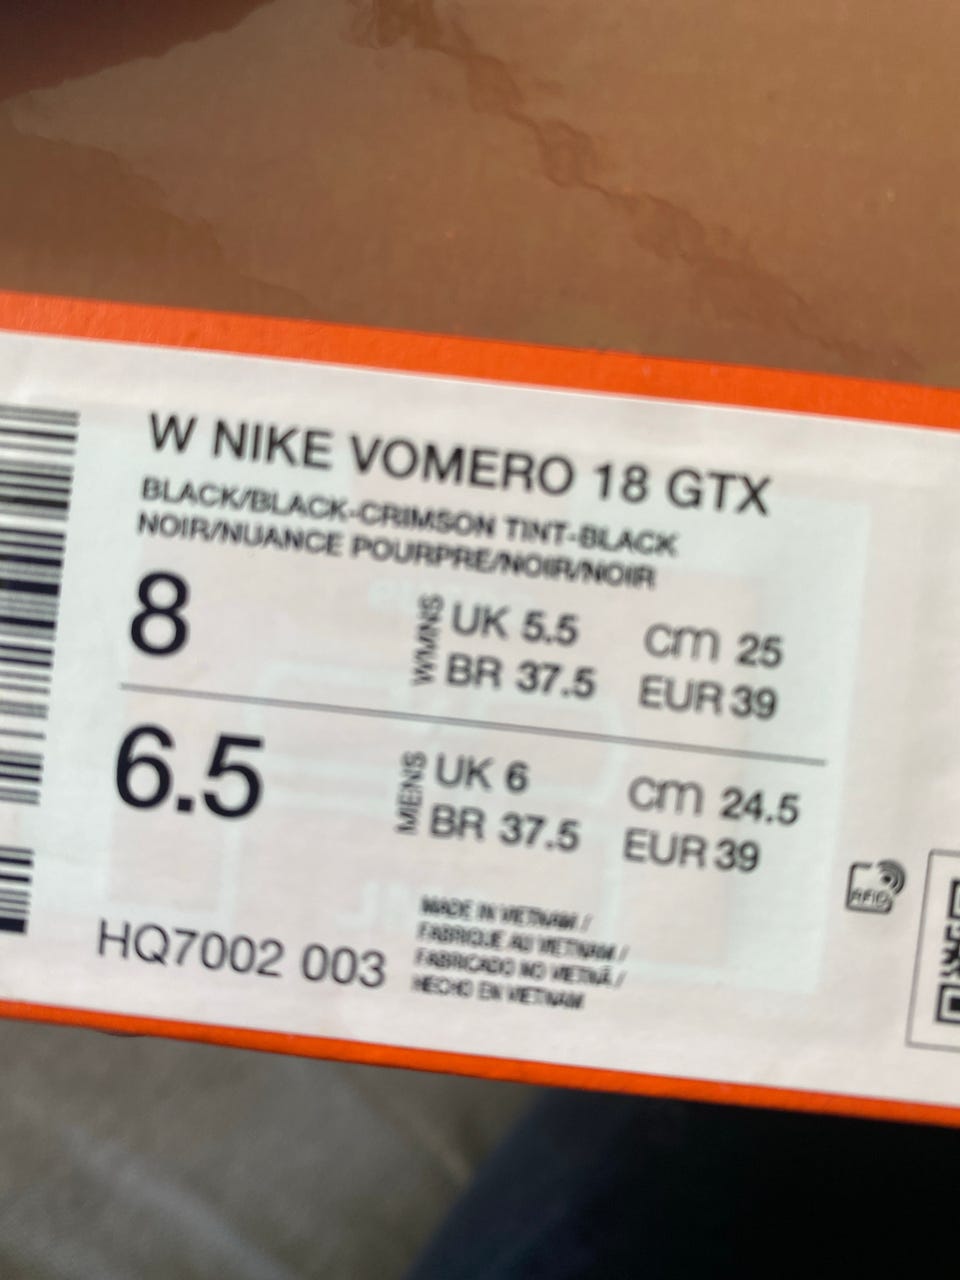 W NIKE VOMERO 18 GTX
BLACK/BLACK-CRIMSON TINT-BLACK
NOIR/NUANCE POURPRE/NOIR/NOIR
8
WMNS
UK 5.5 cm 25
BR 37.5 EUR 39
6.5
MENS
UK 6 cm 24.5
BR 37.5 EUR 39
HQ7002 003
MADE IN VIETNAM /
FABRIQUÉ AU VIETNAM /
FABRICADO NO VIETNÃ /
HECHO EN VIETNAM
RFID